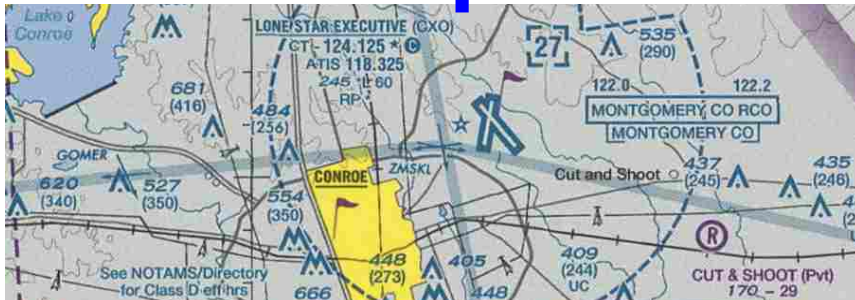 Lake o
Conroe
LONE STAR EXECUTIVE (CXO)
CT - 124.125 * C
ATIS 118.325
245 L 60
RP
27
535
(290)
681
(416)
484
(256)
122.0 122.2
MONTGOMERY CO RCO
MONTGOMERY CO
GOMER
CONROE
ZMSKL
Cut and Shoot
437
(245)
435
(246)
620
(340)
527
(350)
554
(350)
R
See NOTAMS/Directory
for Class D eff hrs
666
448
(273)
405
448
409
(244)
UC
CUT & SHOOT (Pvt)
170 - 29